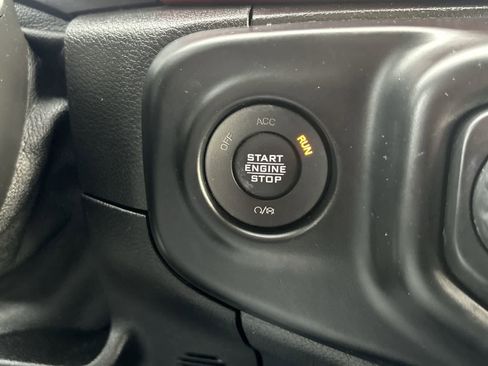 ACC
OFF
RUN
START
ENGINE
STOP